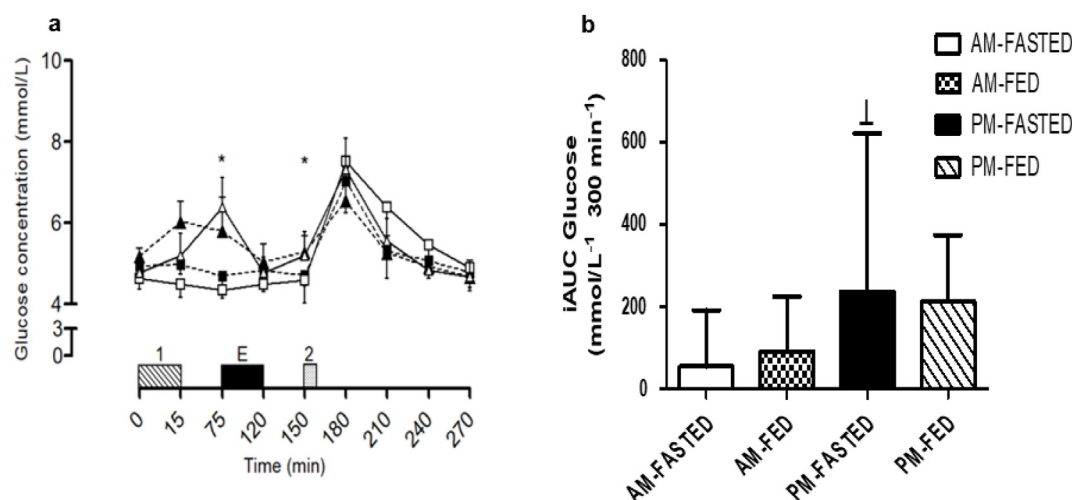 a
Glucose concentration (mmol/L)
10
8
6
4
3
0
*
*
1
E
2
0
15
75
120
150
180
210
240
270
Time (min)
b
iAUC Glucose
(mmol/L⁻¹ 300 min⁻¹)
800
600
400
200
0
AM-FASTED
AM-FED
PM-FASTED
PM-FED
AM-FASTED
AM-FED
PM-FASTED
PM-FED